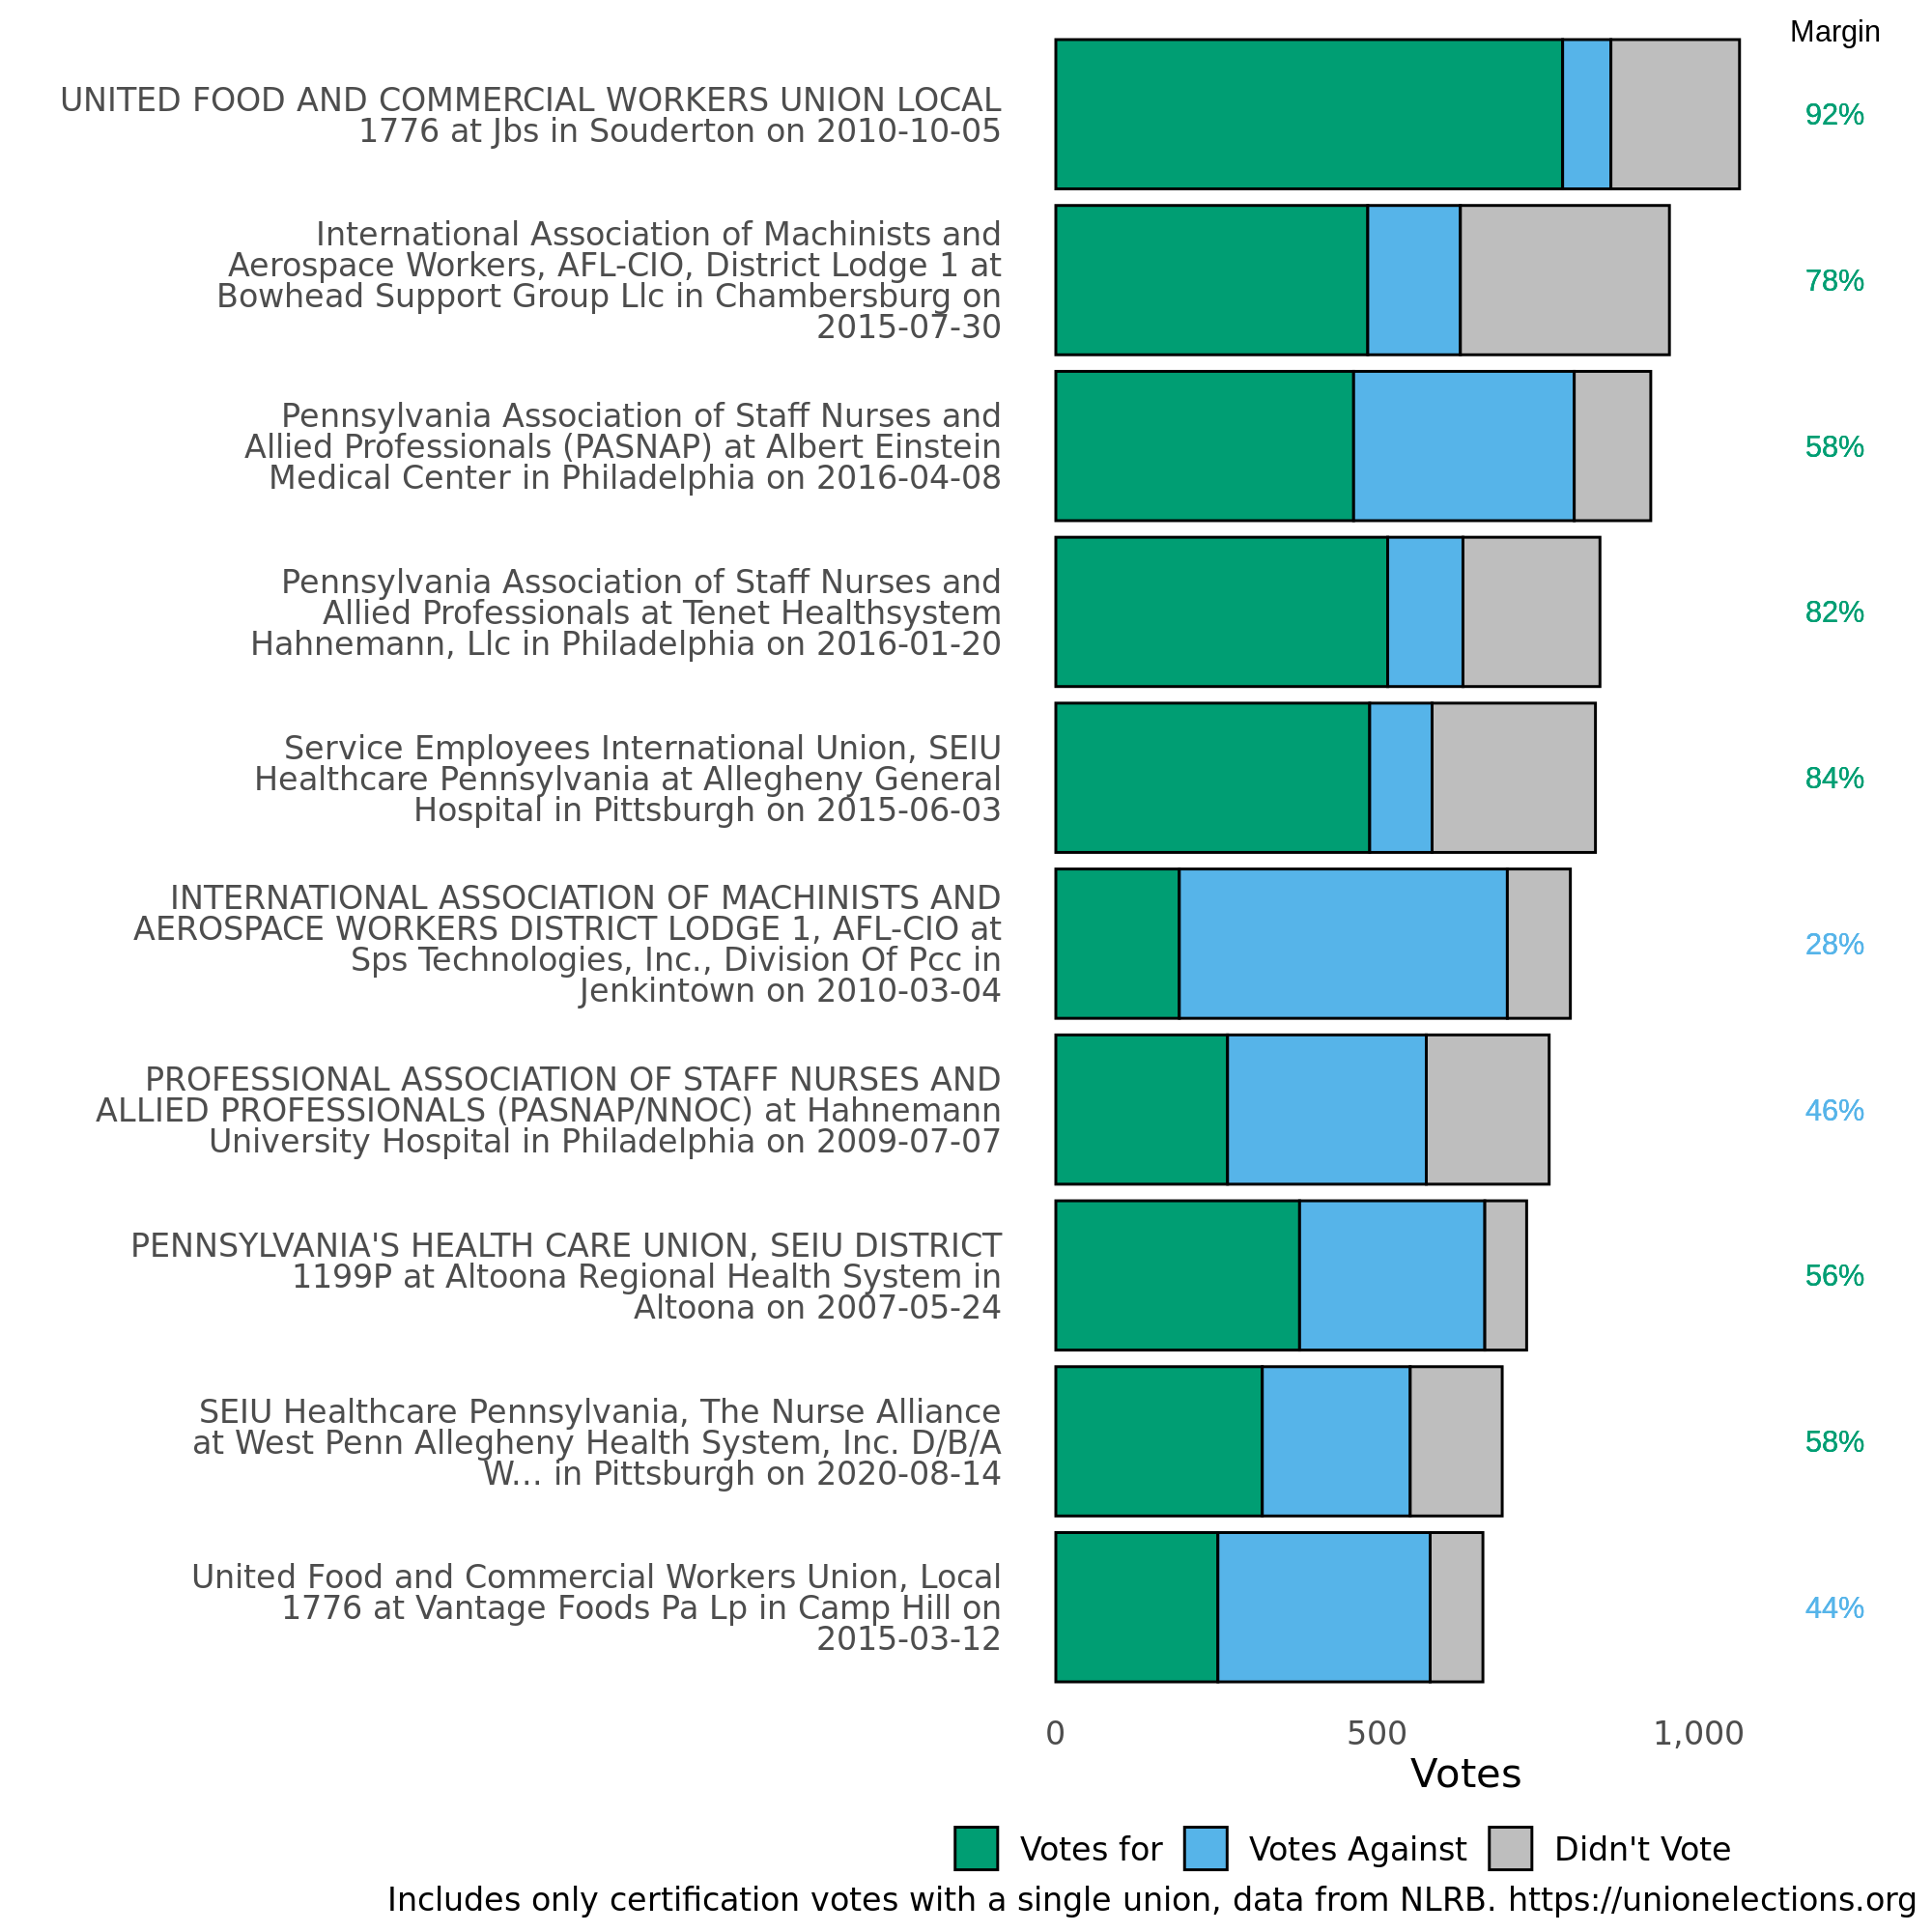 Margin
UNITED FOOD AND COMMERCIAL WORKERS UNION LOCAL
1776 at Jbs in Souderton on 2010-10-05
92%
International Association of Machinists and
Aerospace Workers, AFL-CIO, District Lodge 1 at
Bowhead Support Group Llc in Chambersburg on
2015-07-30
78%
Pennsylvania Association of Staff Nurses and
Allied Professionals (PASNAP) at Albert Einstein
Medical Center in Philadelphia on 2016-04-08
58%
Pennsylvania Association of Staff Nurses and
Allied Professionals at Tenet Healthsystem
Hahnemann, Llc in Philadelphia on 2016-01-20
82%
Service Employees International Union, SEIU
Healthcare Pennsylvania at Allegheny General
Hospital in Pittsburgh on 2015-06-03
84%
INTERNATIONAL ASSOCIATION OF MACHINISTS AND
AEROSPACE WORKERS DISTRICT LODGE 1, AFL-CIO at
Sps Technologies, Inc., Division Of Pcc in
Jenkintown on 2010-03-04
28%
PROFESSIONAL ASSOCIATION OF STAFF NURSES AND
ALLIED PROFESSIONALS (PASNAP/NNOC) at Hahnemann
University Hospital in Philadelphia on 2009-07-07
46%
PENNSYLVANIA'S HEALTH CARE UNION, SEIU DISTRICT
1199P at Altoona Regional Health System in
Altoona on 2007-05-24
56%
SEIU Healthcare Pennsylvania, The Nurse Alliance
at West Penn Allegheny Health System, Inc. D/B/A
W... in Pittsburgh on 2020-08-14
58%
United Food and Commercial Workers Union, Local
1776 at Vantage Foods Pa Lp in Camp Hill on
2015-03-12
44%
0 500 1,000
Votes
Votes for Votes Against Didn't Vote
Includes only certification votes with a single union, data from NLRB. https://unionelections.org